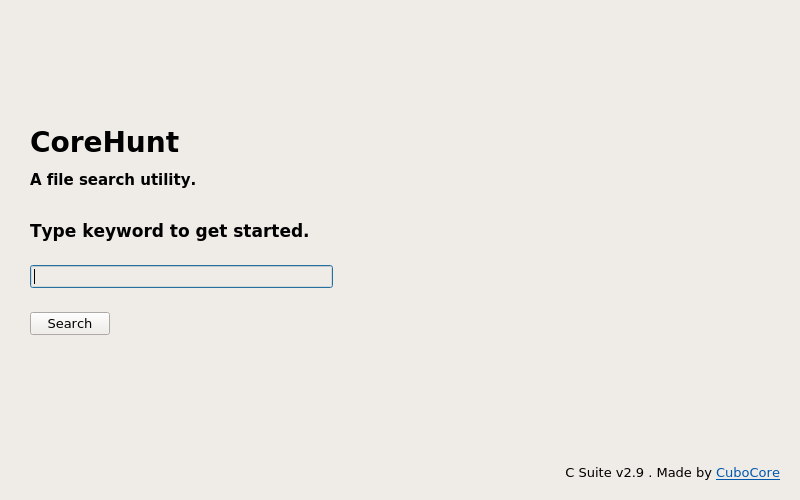 CoreHunt
A file search utility.
Type keyword to get started.
Search
C Suite v2.9 . Made by CuboCore